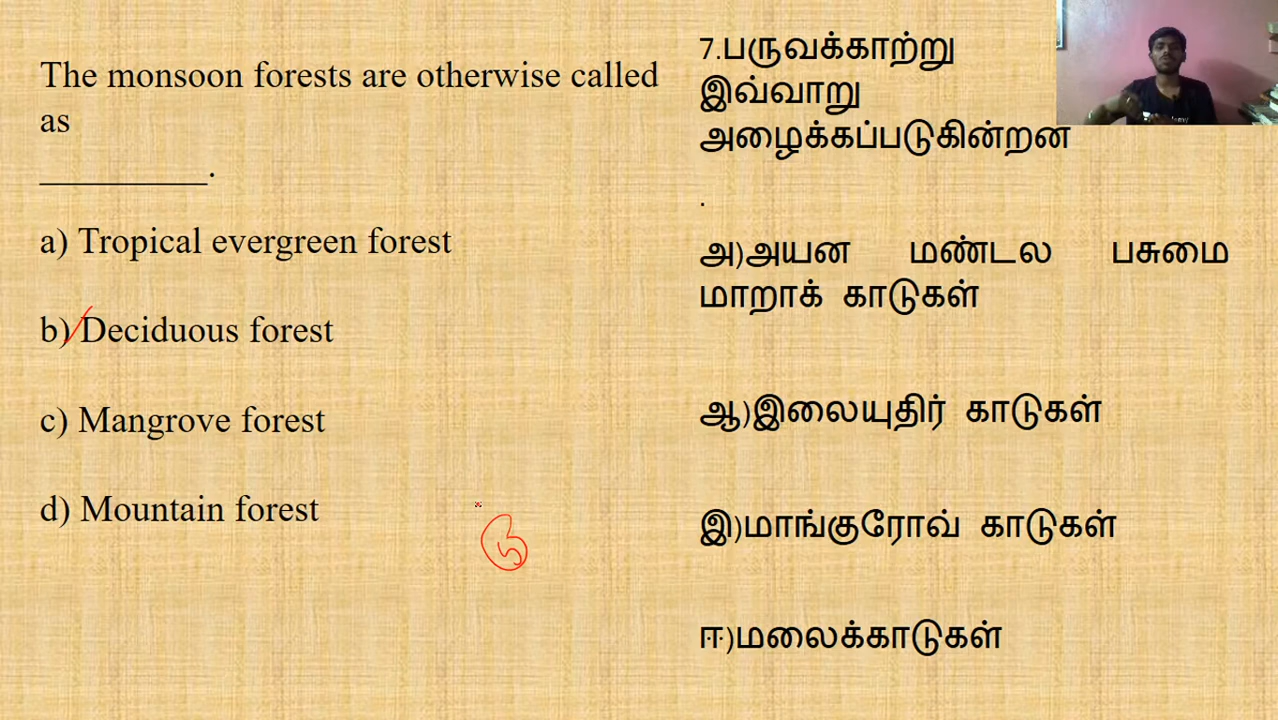 The monsoon forests are otherwise called
as
__________.
a) Tropical evergreen forest
b) Deciduous forest
c) Mangrove forest
d) Mountain forest
7.பருவக்காற்று
இவ்வாறு
அழைக்கப்படுகின்றன
.
அ)அயன மண்டல பசுமை
மாறாக் காடுகள்
ஆ)இலையுதிர் காடுகள்
இ)மாங்குரோவ் காடுகள்
ஈ)மலைக்காடுகள்